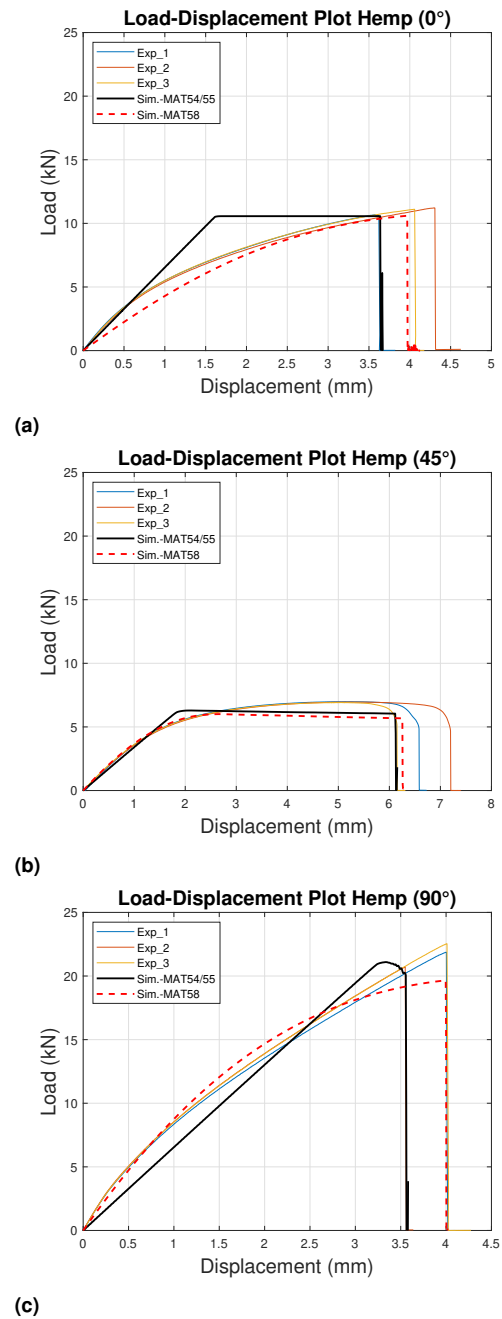 Load-Displacement Plot Hemp (0°)
25
20
15
10
5
0
Load (kN)
Exp_1
Exp_2
Exp_3
Sim.-MAT54/55
Sim.-MAT58
0 0.5 1 1.5 2 2.5 3 3.5 4 4.5 5
Displacement (mm)
(a)
Load-Displacement Plot Hemp (45°)
25
20
15
10
5
0
Load (kN)
Exp_1
Exp_2
Exp_3
Sim.-MAT54/55
Sim.-MAT58
0 1 2 3 4 5 6 7 8
Displacement (mm)
(b)
Load-Displacement Plot Hemp (90°)
25
20
15
10
5
0
Load (kN)
Exp_1
Exp_2
Exp_3
Sim.-MAT54/55
Sim.-MAT58
0 0.5 1 1.5 2 2.5 3 3.5 4 4.5
Displacement (mm)
(c)